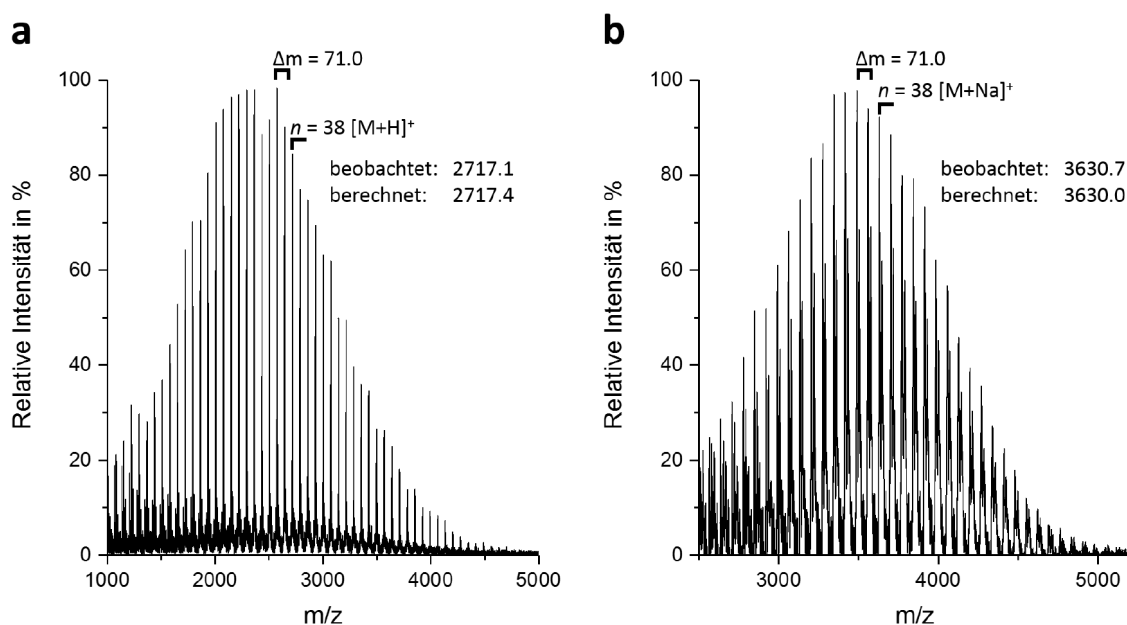 a
Δm = 71.0
n = 38 [M+H]⁺
beobachtet: 2717.1
berechnet: 2717.4
Relative Intensität in %
100
80
60
40
20
0
1000 2000 3000 4000 5000
m/z
b
Δm = 71.0
n = 38 [M+Na]⁺
beobachtet: 3630.7
berechnet: 3630.0
Relative Intensität in %
100
80
60
40
20
0
3000 4000 5000
m/z